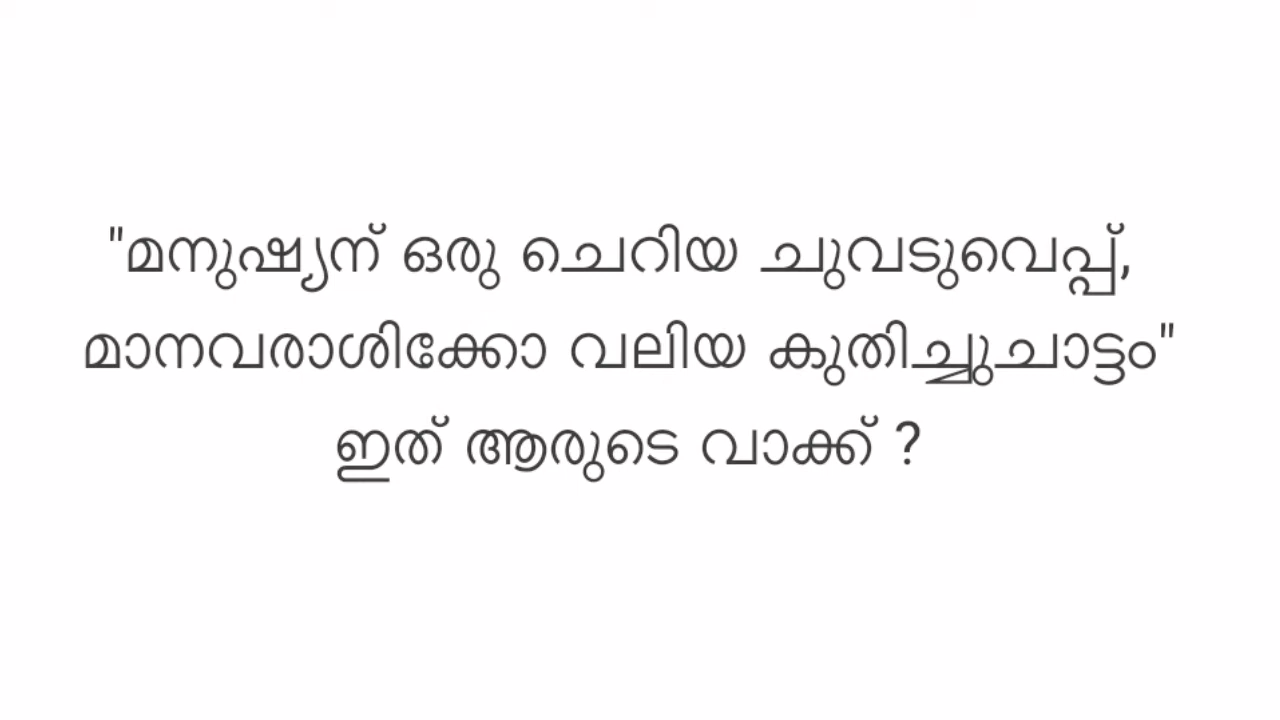 "മനുഷ്യന് ഒരു ചെറിയ ചുവടുവെപ്പ്,
മാനവരാശിക്കോ വലിയ കുതിച്ചുചാട്ടം"
ഇത് ആരുടെ വാക്ക് ?